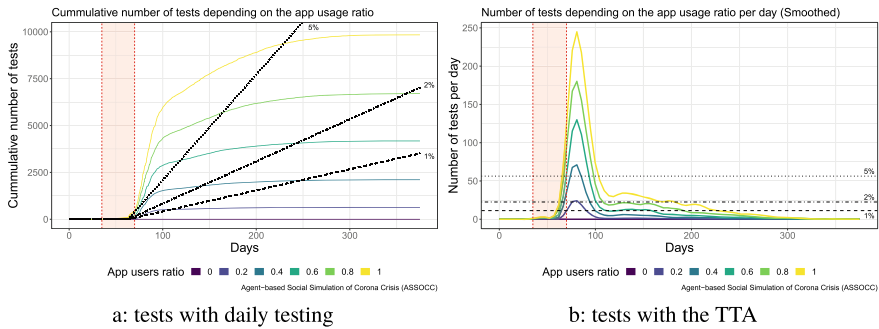 Cummulative number of tests depending on the app usage ratio
Cummulative number of tests
10000
7500
5000
2500
0
5%
2%
1%
0
100
200
300
Days
App users ratio 0 0.2 0.4 0.6 0.8 1
Agent−based Social Simulation of Corona Crisis (ASSOCC)
a: tests with daily testing
Number of tests depending on the app usage ratio per day (Smoothed)
Number of tests per day
250
200
150
100
50
0
5%
2%
1%
0
100
200
300
Days
App users ratio 0 0.2 0.4 0.6 0.8 1
Agent−based Social Simulation of Corona Crisis (ASSOCC)
b: tests with the TTA